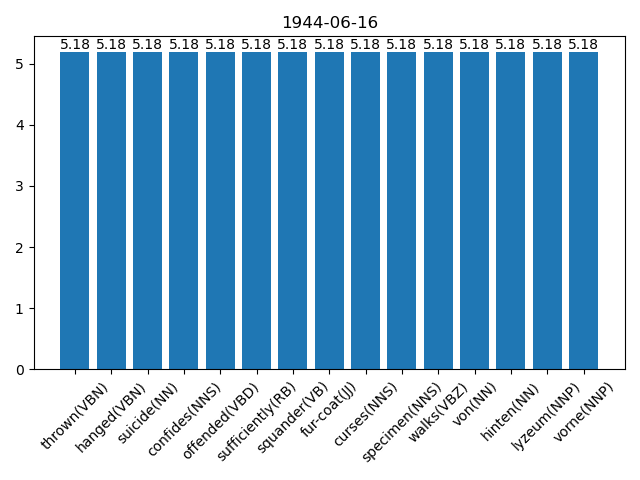 1944-06-16
5.18 5.18 5.18 5.18 5.18 5.18 5.18 5.18 5.18 5.18 5.18 5.18 5.18 5.18 5.18
5
4
3
2
1
0
thrown(VBN)
hanged(VBN)
suicide(NN)
confides(NNS)
offended(VBD)
sufficiently(RB)
squander(VB)
fur-coat(JJ)
curses(NNS)
specimen(NNS)
walks(VBZ)
von(NN)
hinten(NN)
lyzeum(NNP)
vorne(NNP)